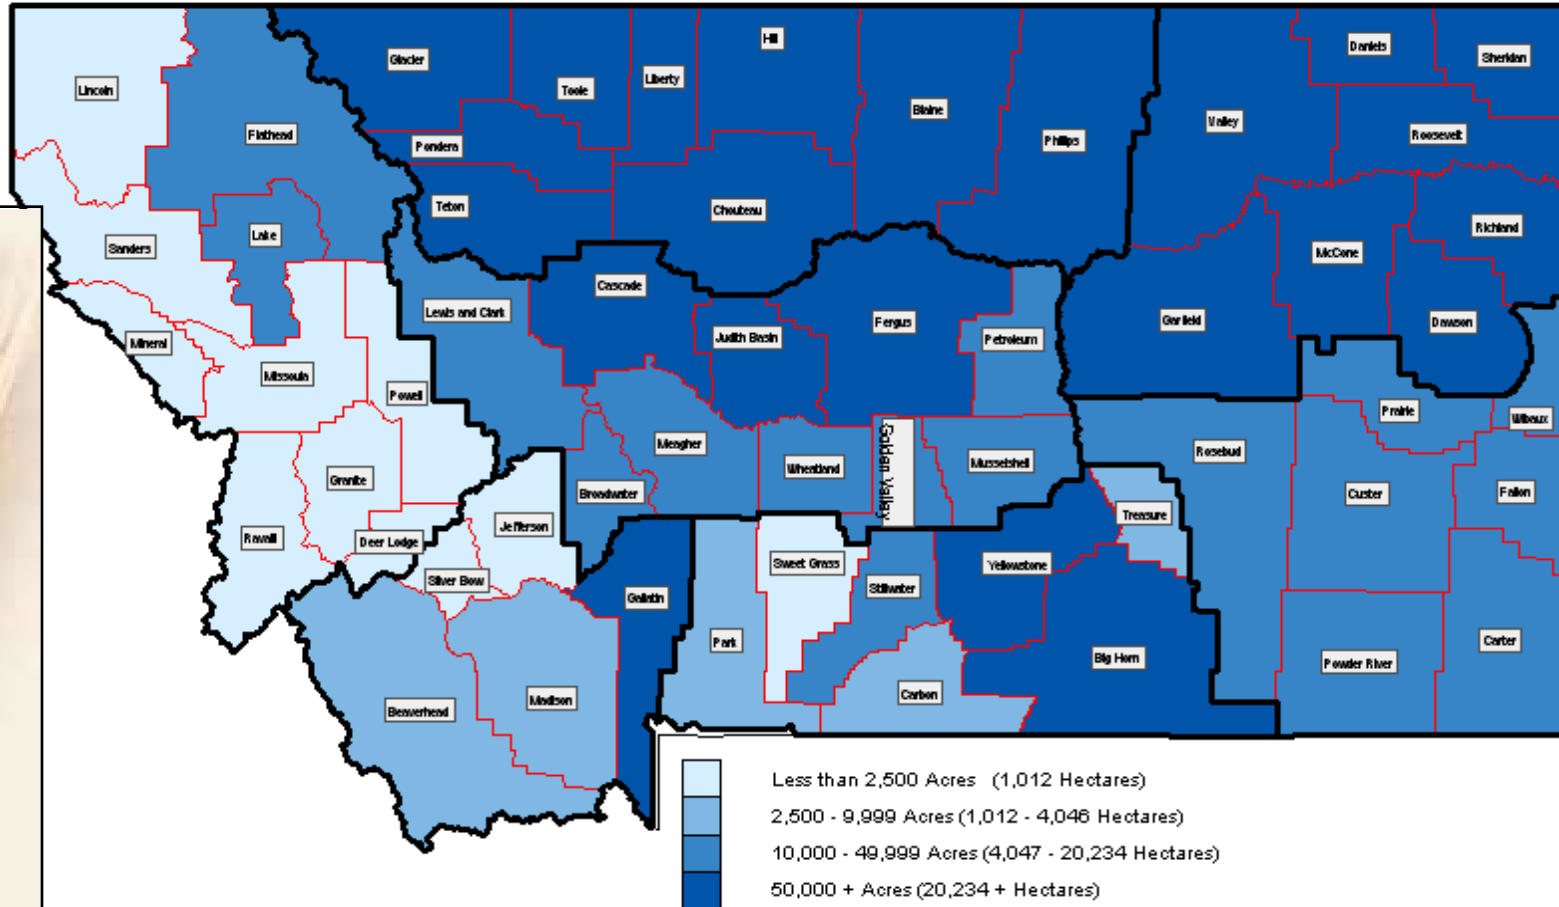 Hill
Daniels
Sheridan
Glacier
Toole
Liberty
Lincoln
Blaine
Valley
Flathead
Roosevelt
Pondera
Phillips
Teton
Chouteau
Richland
Lake
Sanders
McCone
Cascade
Lewis and Clark
Fergus
Garfield
Dawson
Judith Basin
Petroleum
Mineral
Missoula
Powell
Prairie
Wibaux
Meagher
Golden Valley
Rosebud
Wheatland
Musselshell
Granite
Broadwater
Custer
Fallon
Treasure
Jefferson
Ravalli
Deer Lodge
Sweet Grass
Yellowstone
Silver Bow
Stillwater
Gallatin
Park
Carter
Big Horn
Powder River
Carbon
Madison
Beaverhead
Less than 2,500 Acres (1,012 Hectares)
2,500 - 9,999 Acres (1,012 - 4,046 Hectares)
10,000 - 49,999 Acres (4,047 - 20,234 Hectares)
50,000 + Acres (20,234 + Hectares)